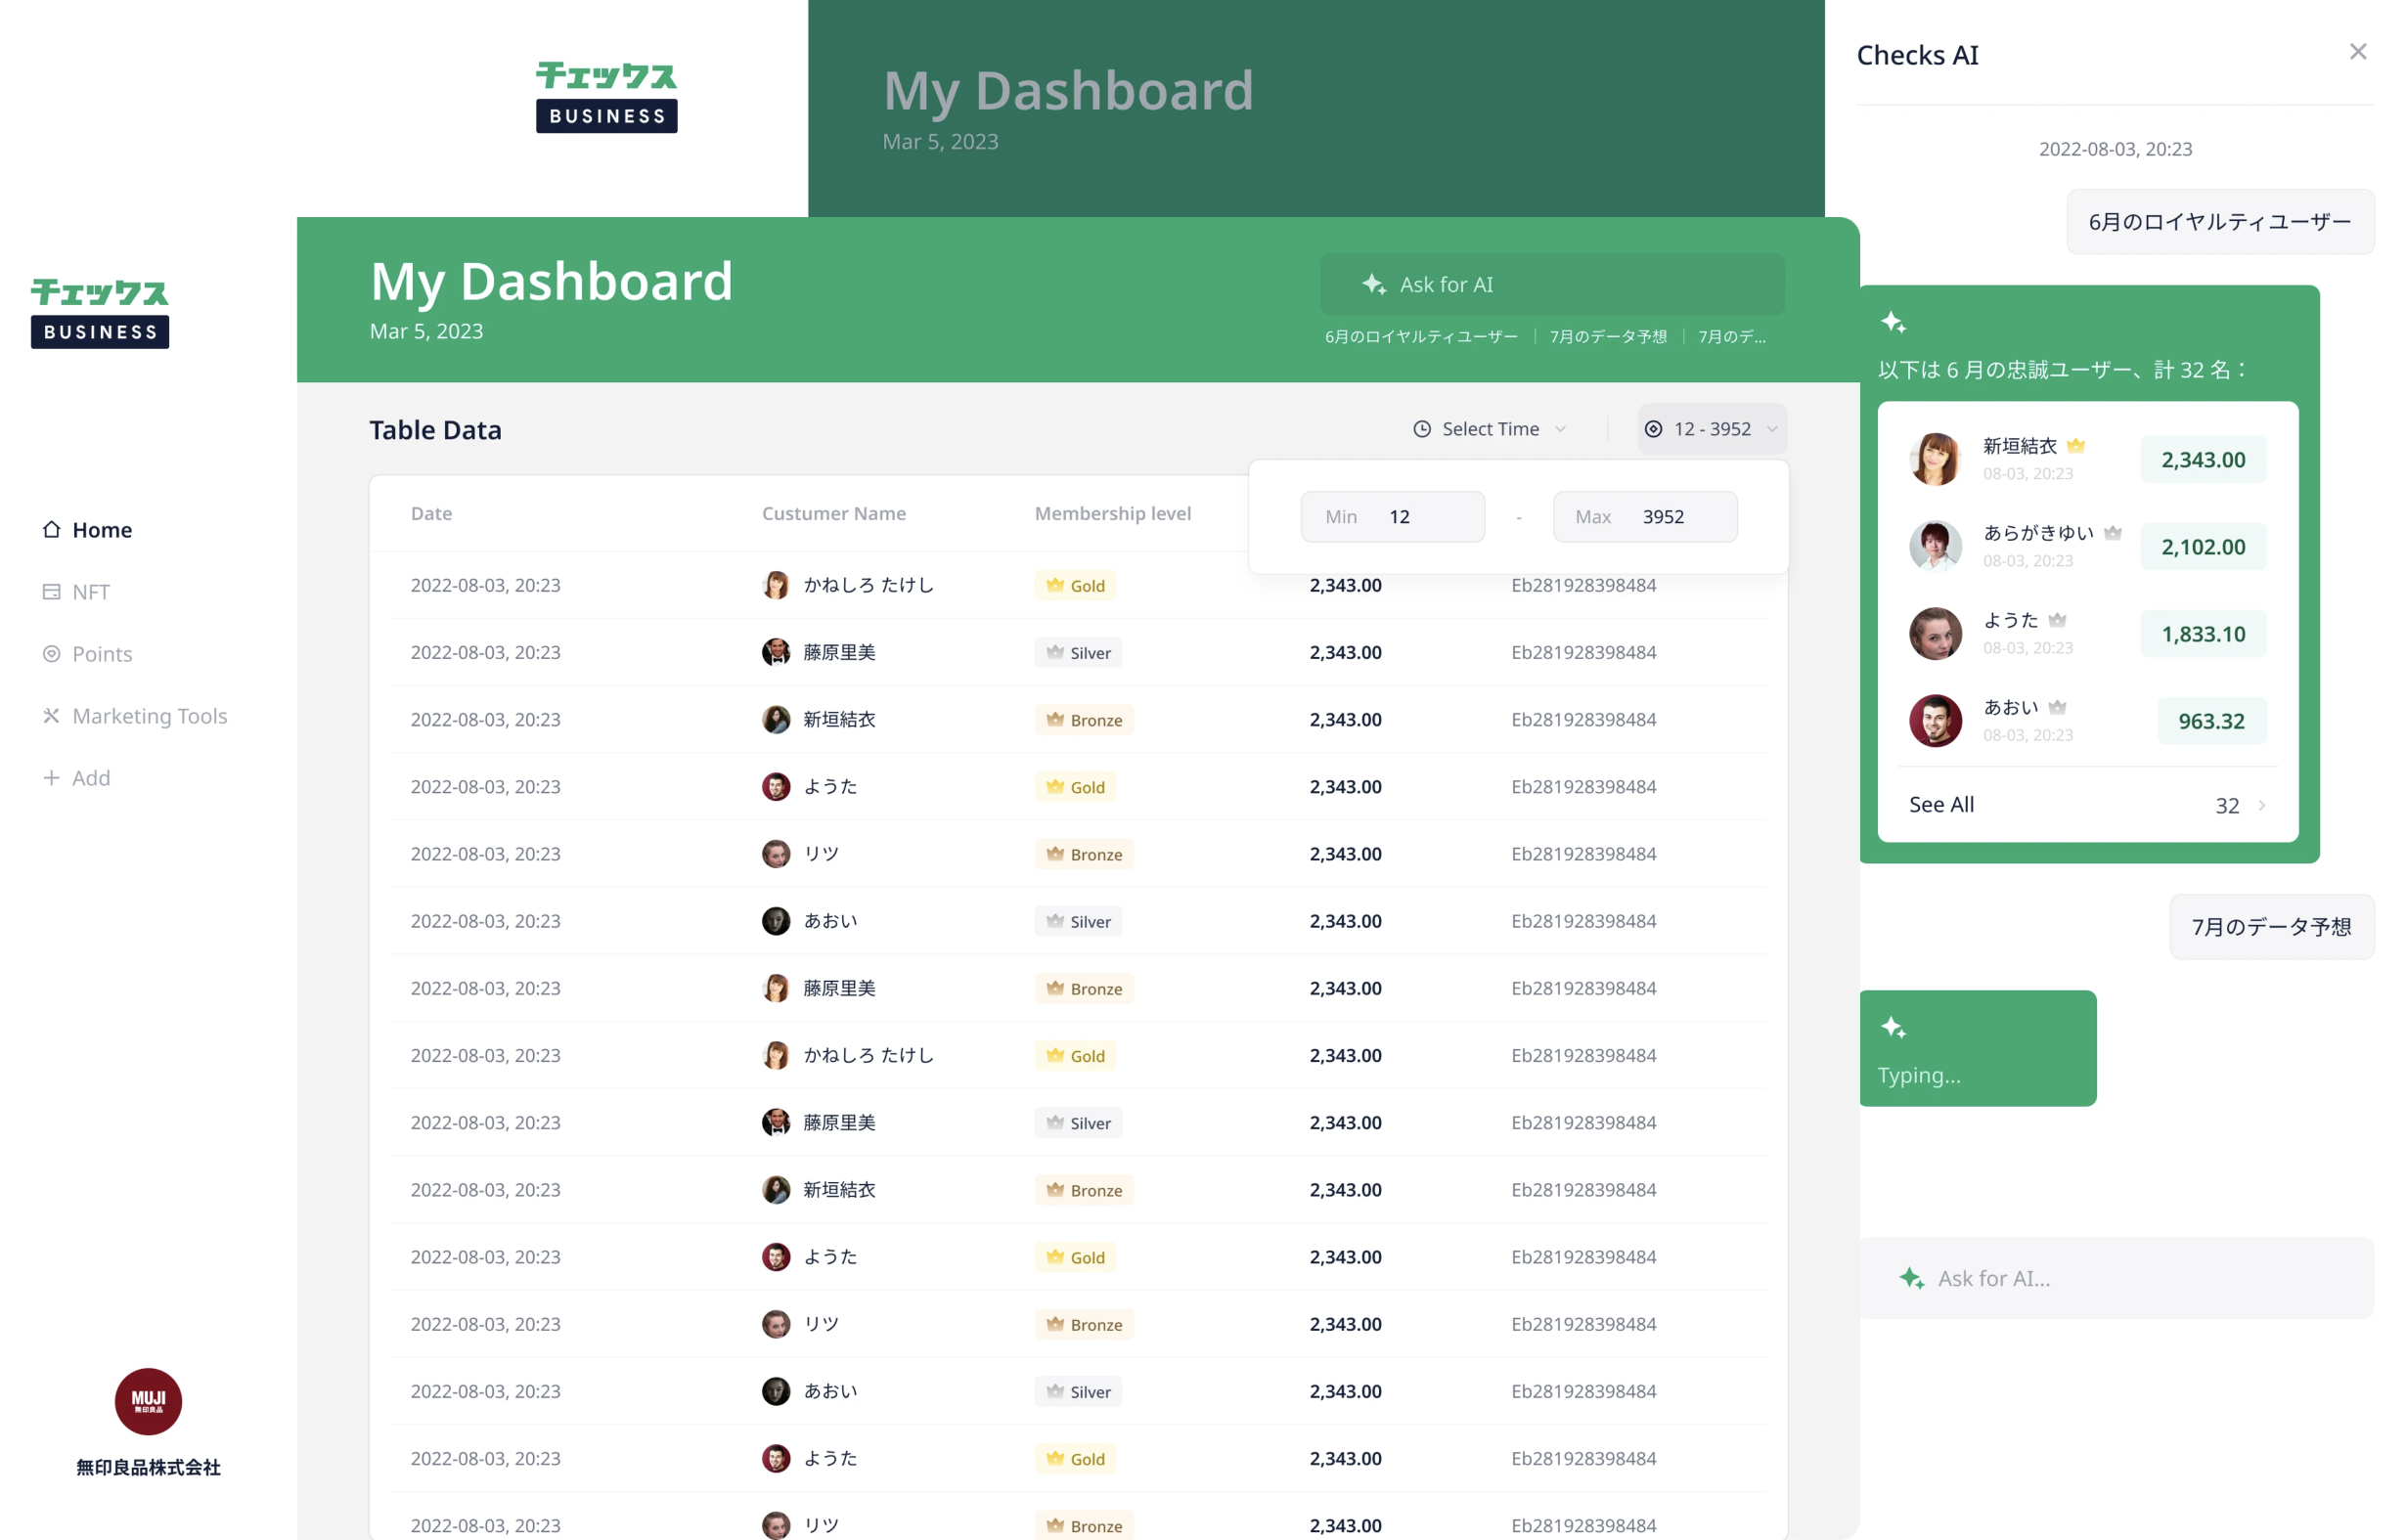 チェックス
BUSINESS
My Dashboard
Mar 5, 2023
チェックス
BUSINESS
Home
NFT
Points
Marketing Tools
Add
MUJI
無印良品
無印良品株式会社
My Dashboard
Mar 5, 2023
Ask for AI
6月のロイヤルティユーザー 7月のデータ予想 7月のデ...
Table Data
Select Time 12 - 3952
Min 12 - Max 3952
Date Custumer Name Membership level
2022-08-03, 20:23 かねしろ たけし Gold 2,343.00 Eb281928398484
2022-08-03, 20:23 藤原里美 Silver 2,343.00 Eb281928398484
2022-08-03, 20:23 新垣結衣 Bronze 2,343.00 Eb281928398484
2022-08-03, 20:23 ようた Gold 2,343.00 Eb281928398484
2022-08-03, 20:23 リツ Bronze 2,343.00 Eb281928398484
2022-08-03, 20:23 あおい Silver 2,343.00 Eb281928398484
2022-08-03, 20:23 藤原里美 Bronze 2,343.00 Eb281928398484
2022-08-03, 20:23 かねしろ たけし Gold 2,343.00 Eb281928398484
2022-08-03, 20:23 藤原里美 Silver 2,343.00 Eb281928398484
2022-08-03, 20:23 新垣結衣 Bronze 2,343.00 Eb281928398484
2022-08-03, 20:23 ようた Gold 2,343.00 Eb281928398484
2022-08-03, 20:23 リツ Bronze 2,343.00 Eb281928398484
2022-08-03, 20:23 あおい Silver 2,343.00 Eb281928398484
2022-08-03, 20:23 ようた Gold 2,343.00 Eb281928398484
2022-08-03, 20:23 リツ Bronze 2,343.00 Eb281928398484
Checks AI
2022-08-03, 20:23
6月のロイヤルティユーザー
以下は 6 月の忠誠ユーザー、計 32 名：
新垣結衣 2,343.00
08-03, 20:23
あらがきゆい 2,102.00
08-03, 20:23
ようた 1,833.10
08-03, 20:23
あおい 963.32
08-03, 20:23
See All 32
7月のデータ予想
Typing...
Ask for AI...